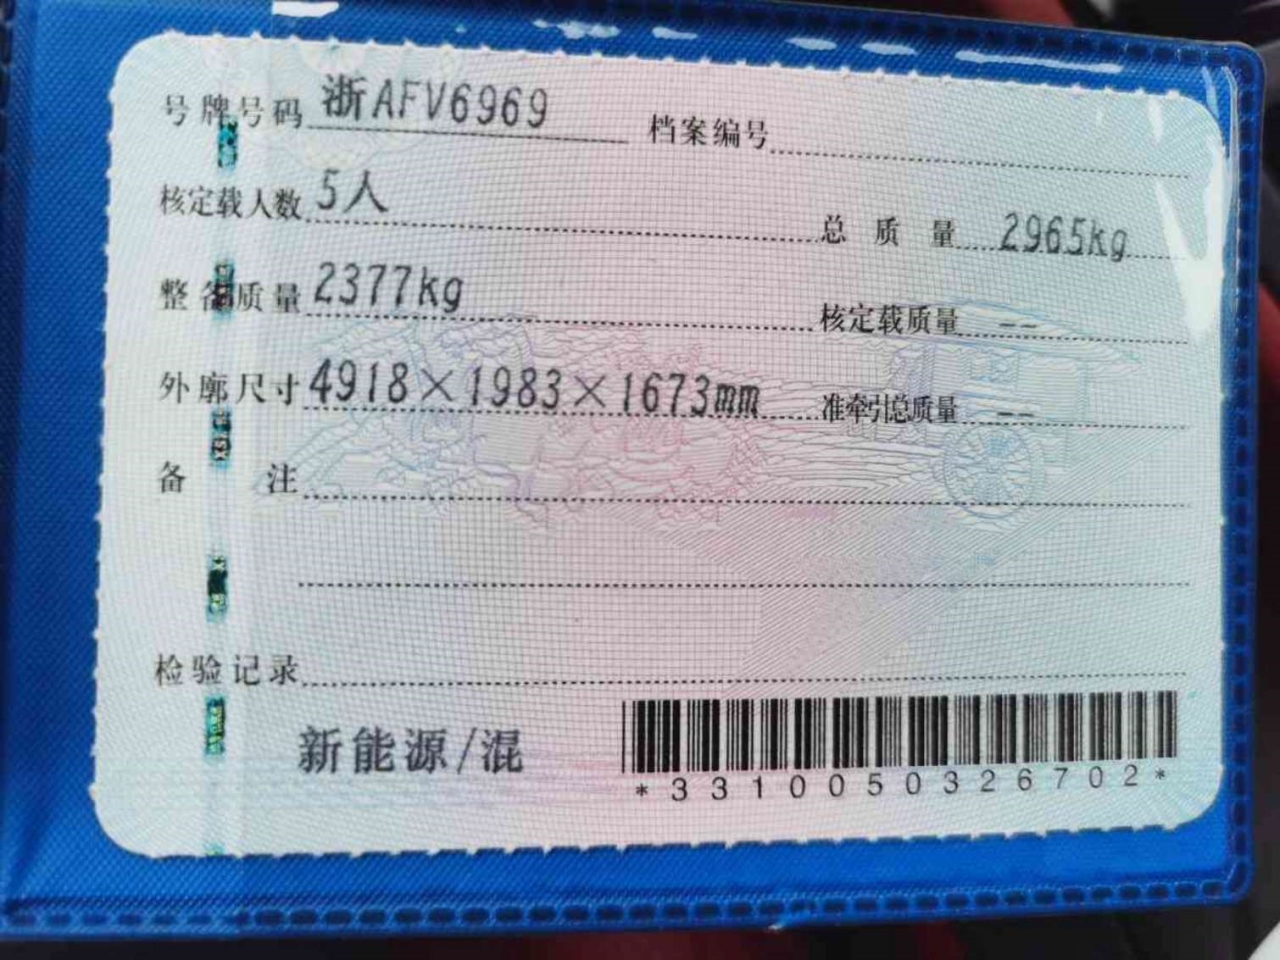 号牌号码 浙AFV6969 档案编号
核定载人数 5人 总质量 2965kg
整备质量 2377kg 核定载质量 --
外廓尺寸 4918×1983×1673mm 准牵引总质量 --
备注
检验记录
新能源/混
*3310050326702*